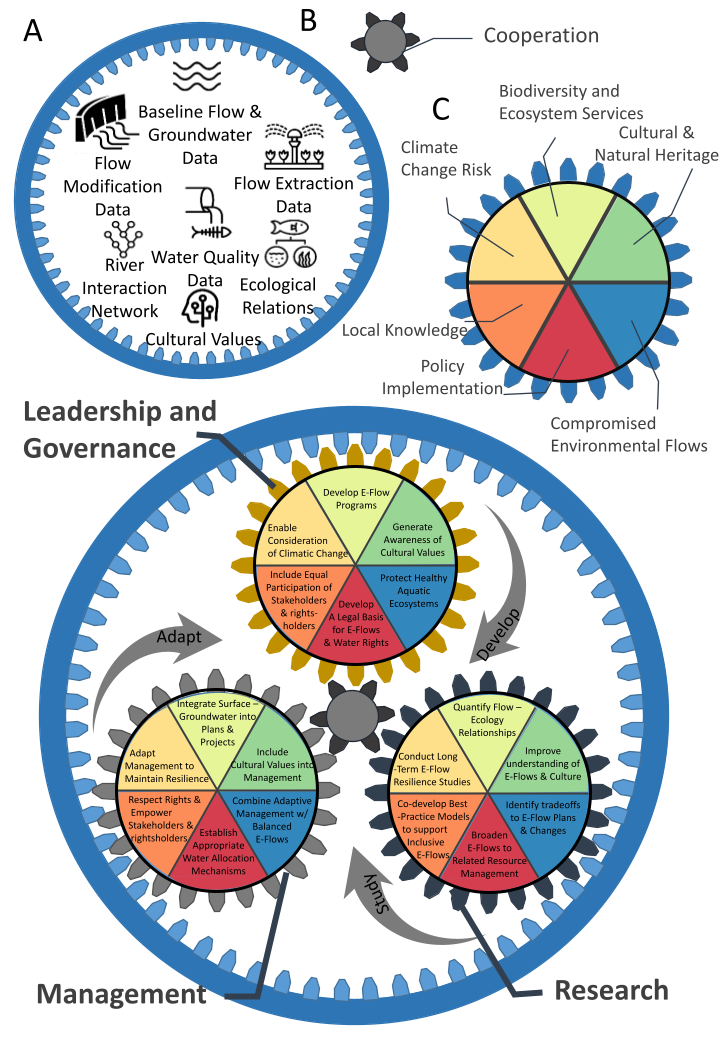 A
Baseline Flow &
Groundwater
Data
Flow
Modification
Data
Flow Extraction
Data
River
Interaction
Network
Water Quality
Data
Ecological
Relations
Cultural Values
B
Cooperation
C
Biodiversity and
Ecosystem Services
Cultural &
Natural Heritage
Climate
Change Risk
Local Knowledge
Policy
Implementation
Compromised
Environmental Flows
Leadership and
Governance
Develop E-Flow
Programs
Enable
Consideration
of Climatic Change
Generate
Awareness of
Cultural Values
Include Equal
Participation of
Stakeholders
& rights-
holders
Develop
A Legal Basis
for E-Flows
& Water Rights
Protect Healthy
Aquatic
Ecosystems
Adapt
Develop
Study
Integrate Surface –
Groundwater into
Plans &
Projects
Adapt
Management to
Maintain Resilience
Include
Cultural Values into
Management
Respect Rights &
Empower
Stakeholders &
rightsholders
Establish
Appropriate
Water Allocation
Mechanisms
Combine Adaptive
Management w/
Balanced
E-Flows
Quantify Flow –
Ecology
Relationships
Conduct Long
-Term E-Flow
Resilience Studies
Improve
understanding of
E-Flows & Culture
Co-develop Best
-Practice Models
to support
Inclusive
E-Flows
Broaden
E-Flows to
Related Resource
Management
Identify tradeoffs
to E-Flow Plans
& Changes
Management
Research